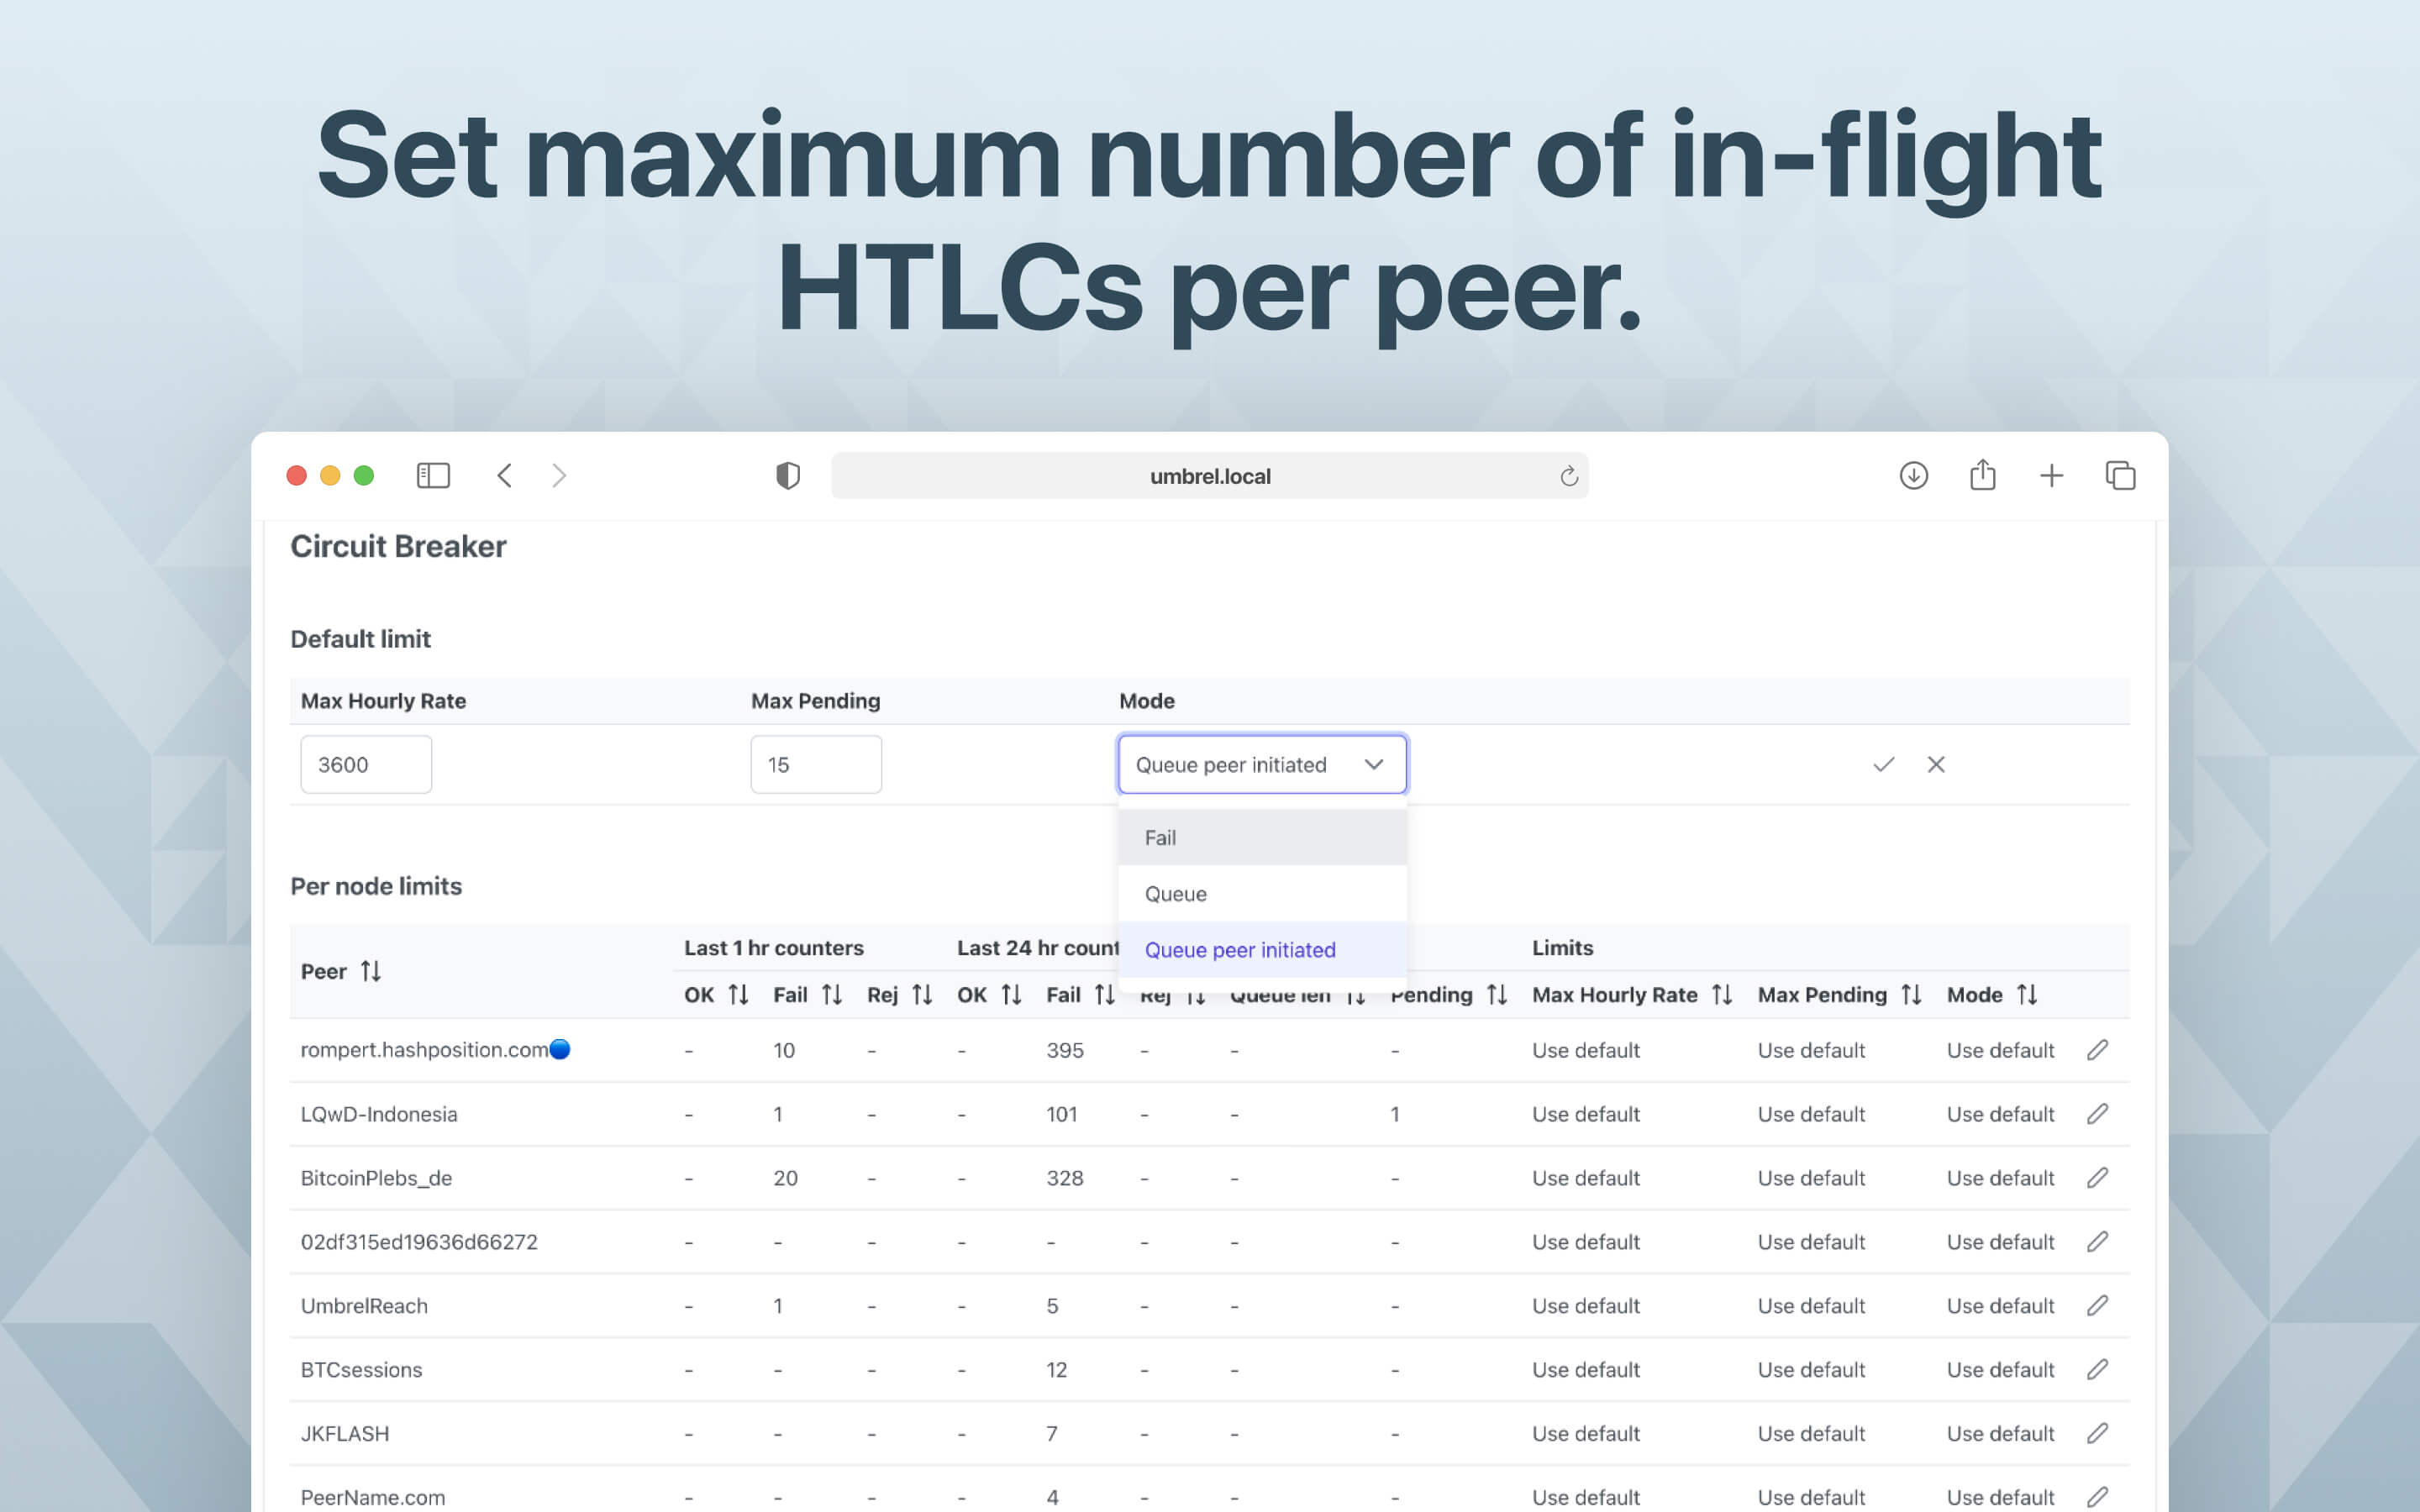 Set maximum number of in-flight
HTLCs per peer.
umbrel.local
Circuit Breaker
Default limit
Max Hourly Rate Max Pending Mode
3600 15 Queue peer initiated
Fail
Queue
Queue peer initiated
Per node limits
Peer Last 1 hr counters Last 24 hr count Limits
OK Fail Rej OK Fail Rej Queue len Pending Max Hourly Rate Max Pending Mode
rompert.hashposition.com - 10 - - 395 - - - Use default Use default Use default
LQwD-Indonesia - 1 - - 101 - - 1 Use default Use default Use default
BitcoinPlebs_de - 20 - - 328 - - - Use default Use default Use default
02df315ed19636d66272 - - - - - - - - Use default Use default Use default
UmbrelReach - 1 - - 5 - - - Use default Use default Use default
BTCsessions - - - - 12 - - - Use default Use default Use default
JKFLASH - - - - 7 - - - Use default Use default Use default
PeerName.com - - - - 4 - - - Use default Use default Use default